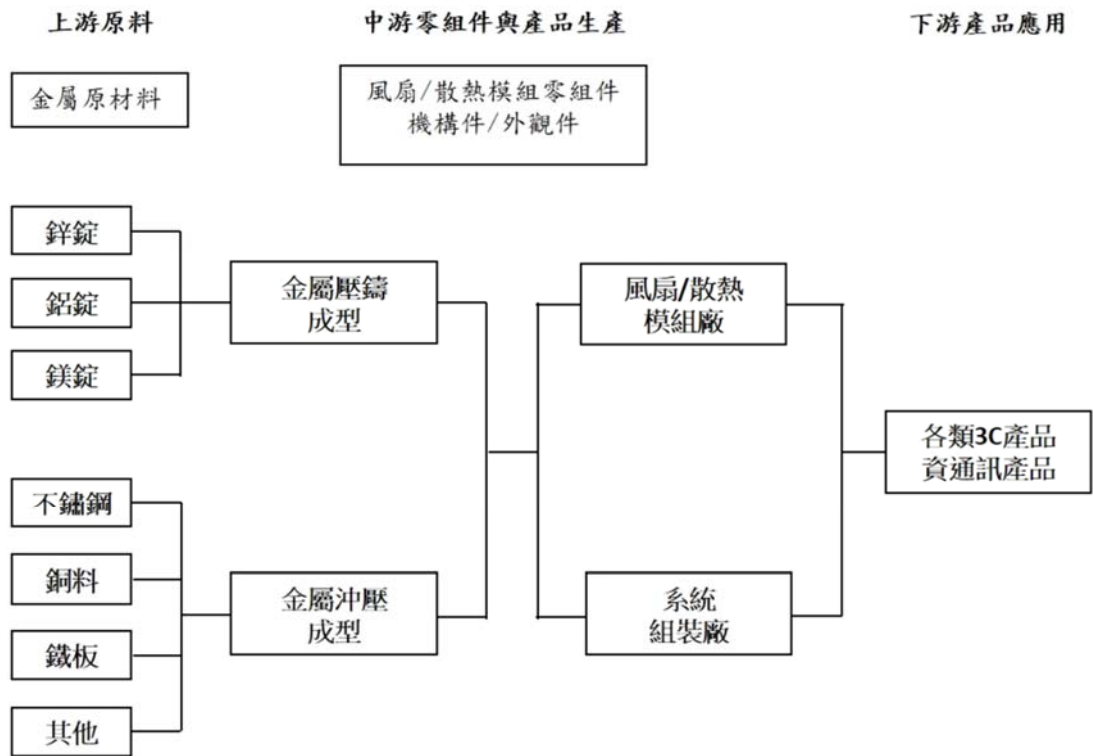 上游原料
中游零組件與產品生產
下游產品應用
金屬原材料
風扇/散熱模組零組件
機構件/外觀件
鋅錠
鋁錠
鎂錠
金屬壓鑄
成型
風扇/散熱
模組廠
各類3C產品
資通訊產品
不鏽鋼
銅料
鐵板
其他
金屬沖壓
成型
系統
組裝廠